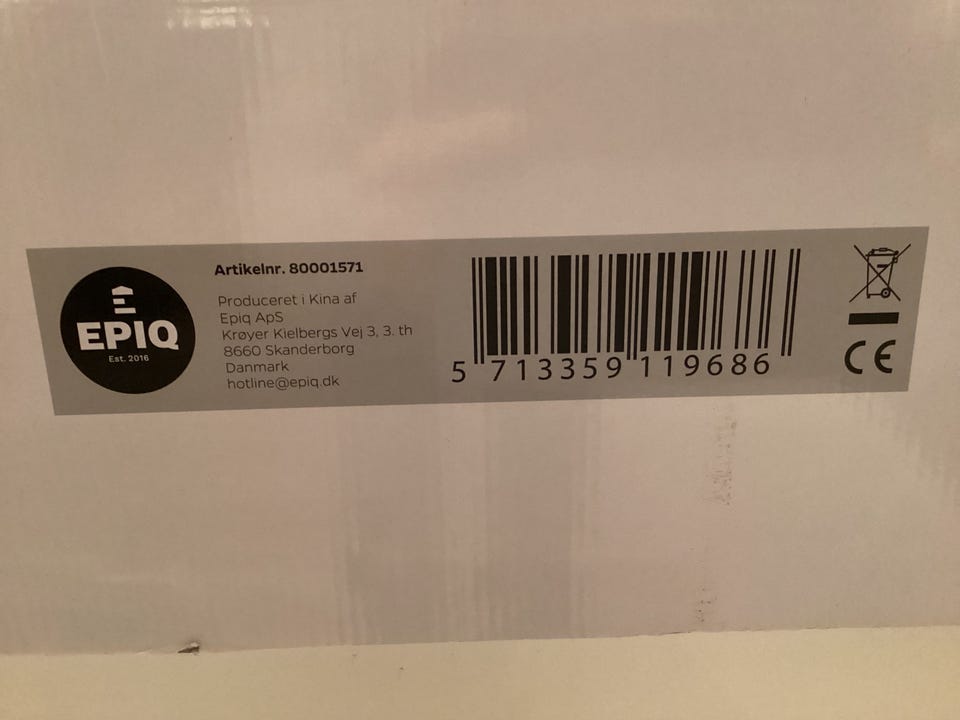 EPIQ
Est. 2016
Artikelnr. 80001571
Produceret i Kina af
Epiq ApS
Krøyer Kielbergs Vej 3, 3. th
8660 Skanderborg
Danmark
hotline@epiq.dk
5 713359 119686
CE